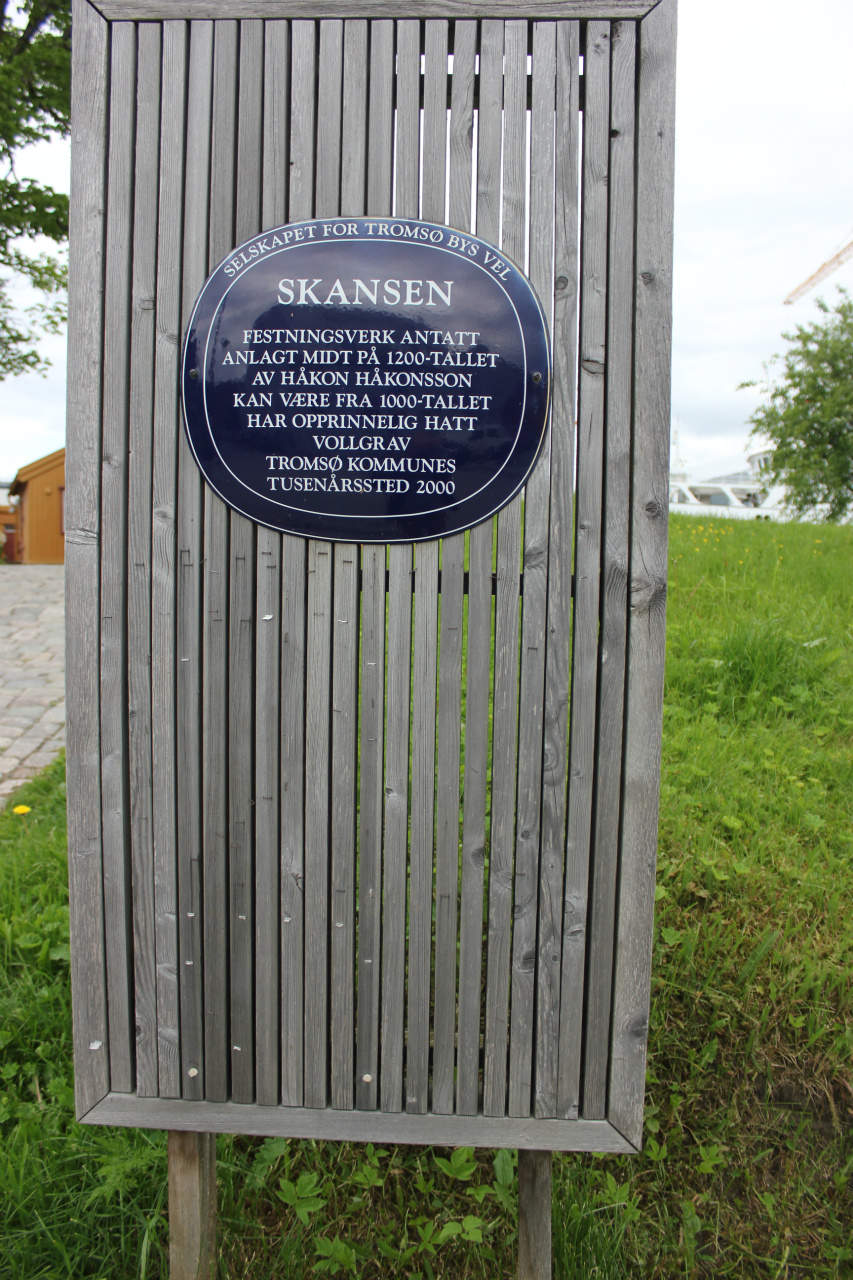 SELSKAPET FOR TROMSØ BYS VEL
SKANSEN
FESTNINGSVERK ANTATT
ANLAGT MIDT PÅ 1200-TALLET
AV HÅKON HÅKONSSON
KAN VÆRE FRA 1000-TALLET
HAR OPPRINNELIG HATT
VOLLGRAV
TROMSØ KOMMUNES
TUSENÅRSSTED 2000